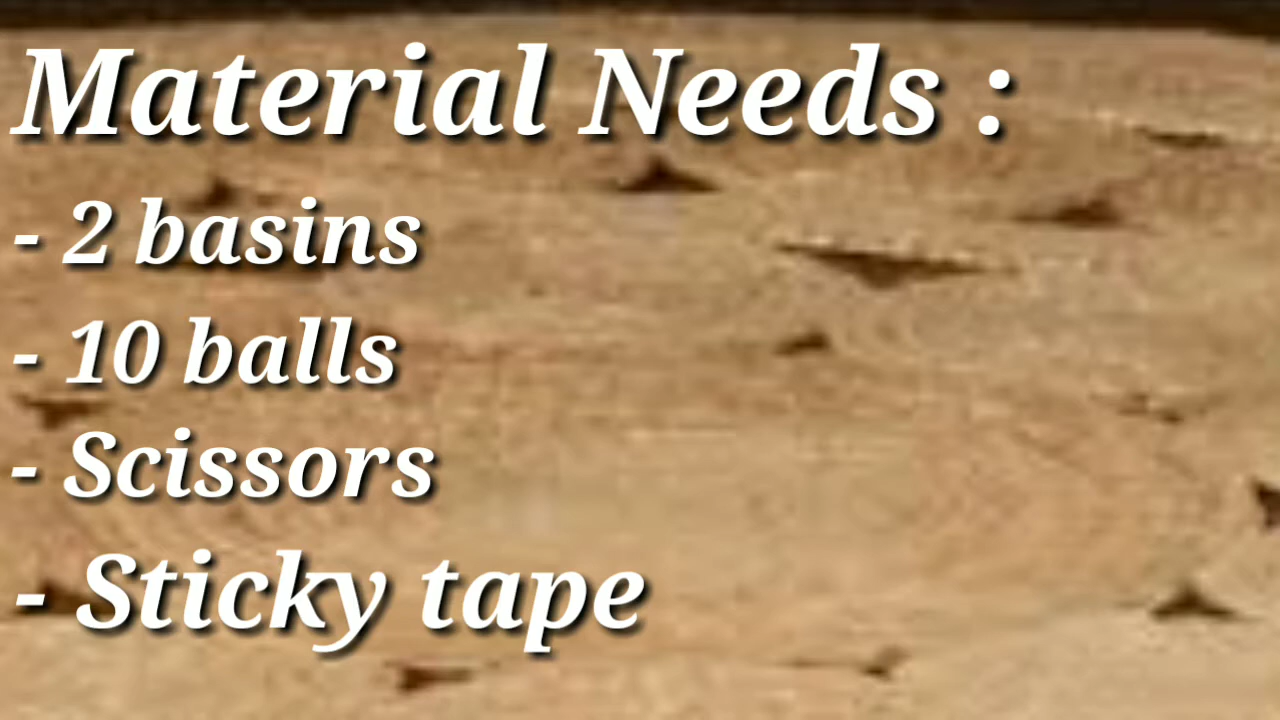 Material Needs :
- 2 basins
- 10 balls
- Scissors
- Sticky tape